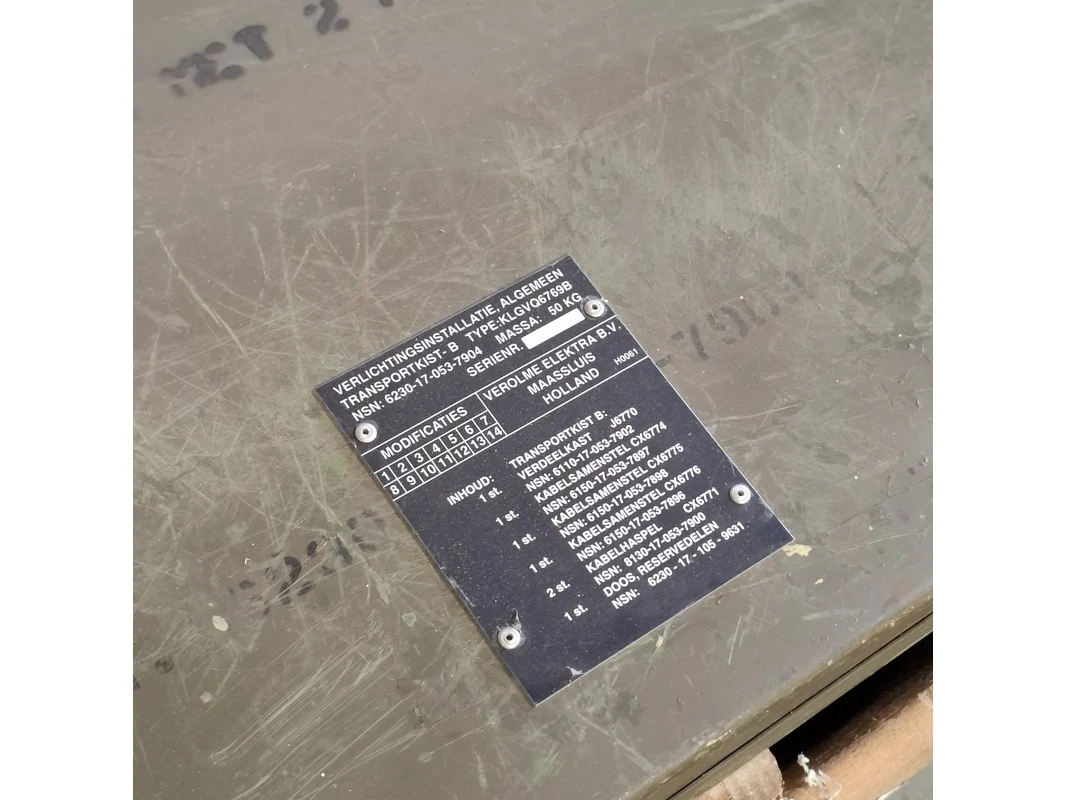 VERLICHTINGSINSTALLATIE, ALGEMEEN
TRANSPORTKIST- B TYPE:KLGVQ6769B
NSN: 6230-17-053-7904 MASSA: 50 KG
SERIENR.
MODIFICATIES
1 2 3 4 5 6 7
8 9 10 11 12 13 14
VEROLME ELEKTRA B.V.
MAASSLUIS
HOLLAND
H0061
INHOUD: TRANSPORTKIST B:
1 st. VERDEELKAST J6770
NSN: 6110-17-053-7902
1 st. KABELSAMENSTEL CX6774
NSN: 6150-17-053-7897
1 st. KABELSAMENSTEL CX6775
NSN: 6150-17-053-7898
1 st. KABELSAMENSTEL CX6776
NSN: 6150-17-053-7896
2 st. KABELHASPEL CX6771
NSN: 8130-17-053-7900
1 st. DOOS, RESERVEDELEN
NSN: 6230 - 17 - 105 - 9631